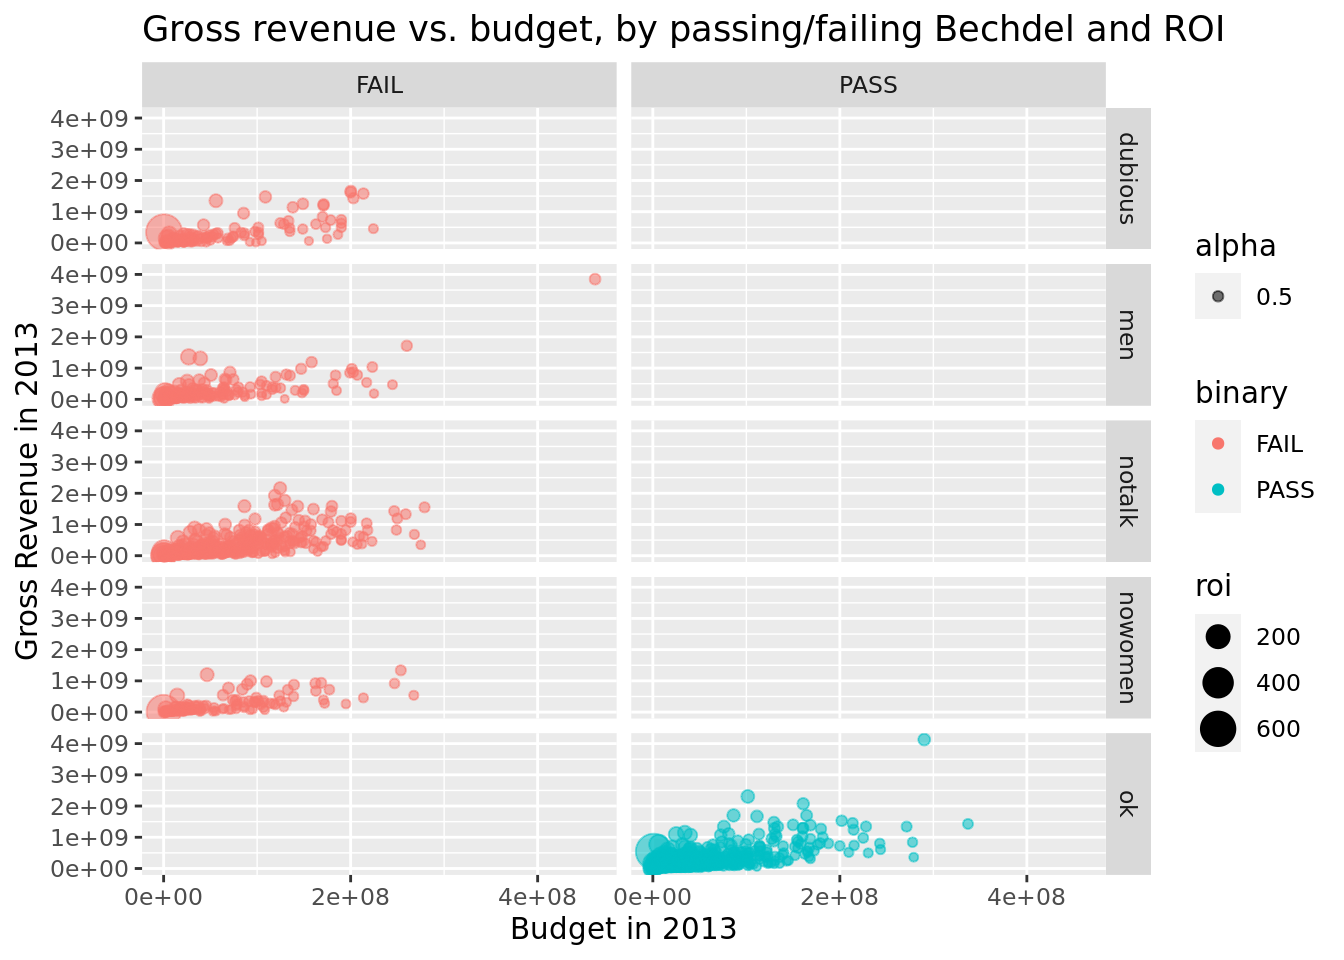 Gross revenue vs. budget, by passing/failing Bechdel and ROI
FAIL
PASS
4e+09
3e+09
2e+09
1e+09
0e+00
dubious
4e+09
3e+09
2e+09
1e+09
0e+00
men
4e+09
3e+09
2e+09
1e+09
0e+00
notalk
4e+09
3e+09
2e+09
1e+09
0e+00
nowomen
4e+09
3e+09
2e+09
1e+09
0e+00
ok
0e+00
2e+08
4e+08
0e+00
2e+08
4e+08
Budget in 2013
Gross Revenue in 2013
alpha
0.5
binary
FAIL
PASS
roi
200
400
600